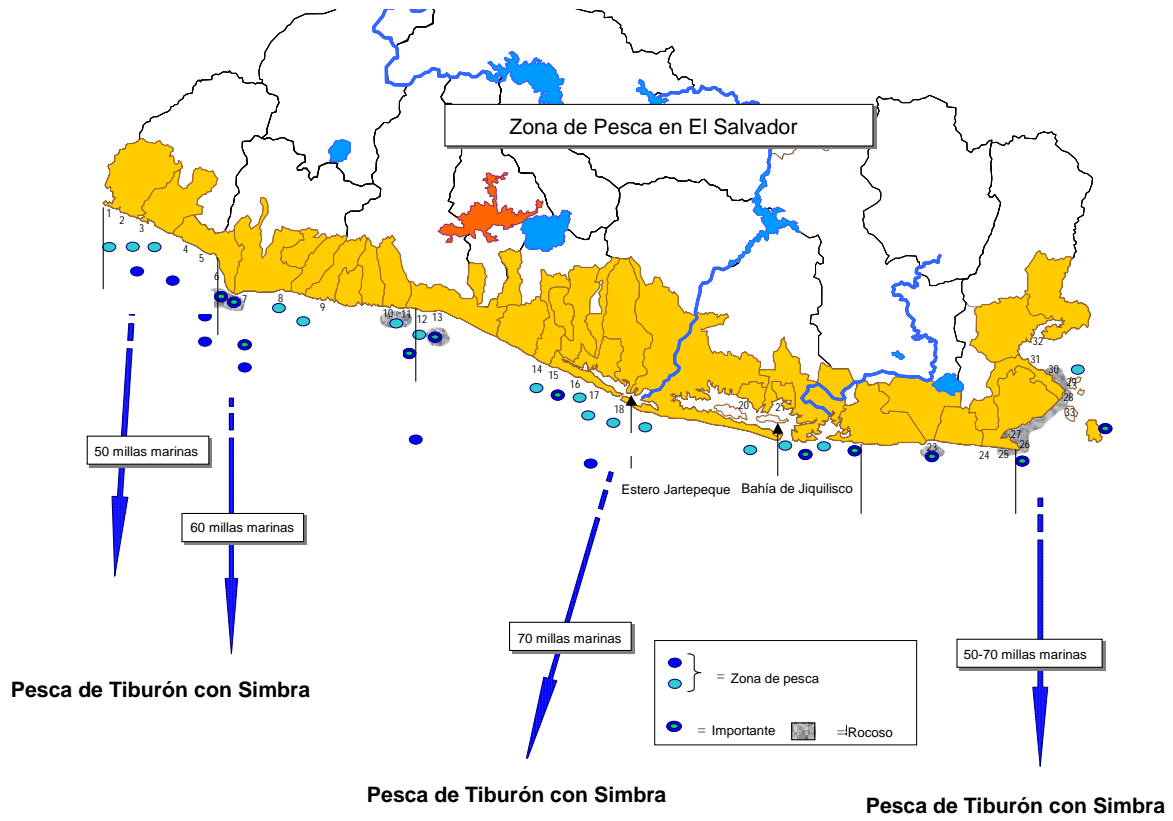 Zona de Pesca en El Salvador
1
2
3
4
5
6
7
8
9
10
11
12
13
14
15
16
17
18
20
21
23
24
25
26
27
28
29
30
31
32
33
13
Estero Jartepeque
Bahía de Jiquilisco
50 millas marinas
60 millas marinas
70 millas marinas
50-70 millas marinas
= Zona de pesca
= Importante
= Rocoso
Pesca de Tiburón con Simbra
Pesca de Tiburón con Simbra
Pesca de Tiburón con Simbra